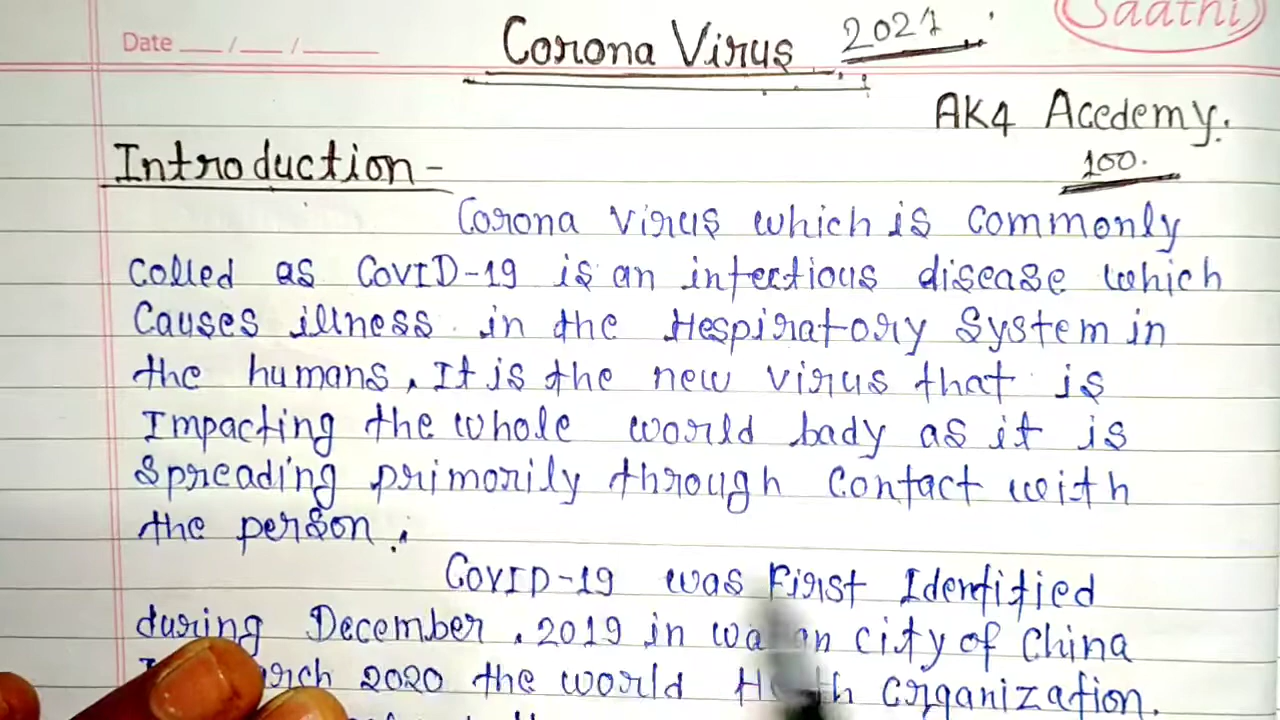 Saathi
Date __/__/____
Corona Virus 2021
AK4 Acedemy.
100.
Introduction -
Corona Virus which is commonly
Colled as COVID-19 is an infectious disease which
Causes illness in the Hespiratory System in
the humans, It is the new virus that is
Impacting the whole world bady as it is
Spreading primorily through Contact with
the person.
COVID-19 was First Identified
during December, 2019 in city of China
2020 the world organization.